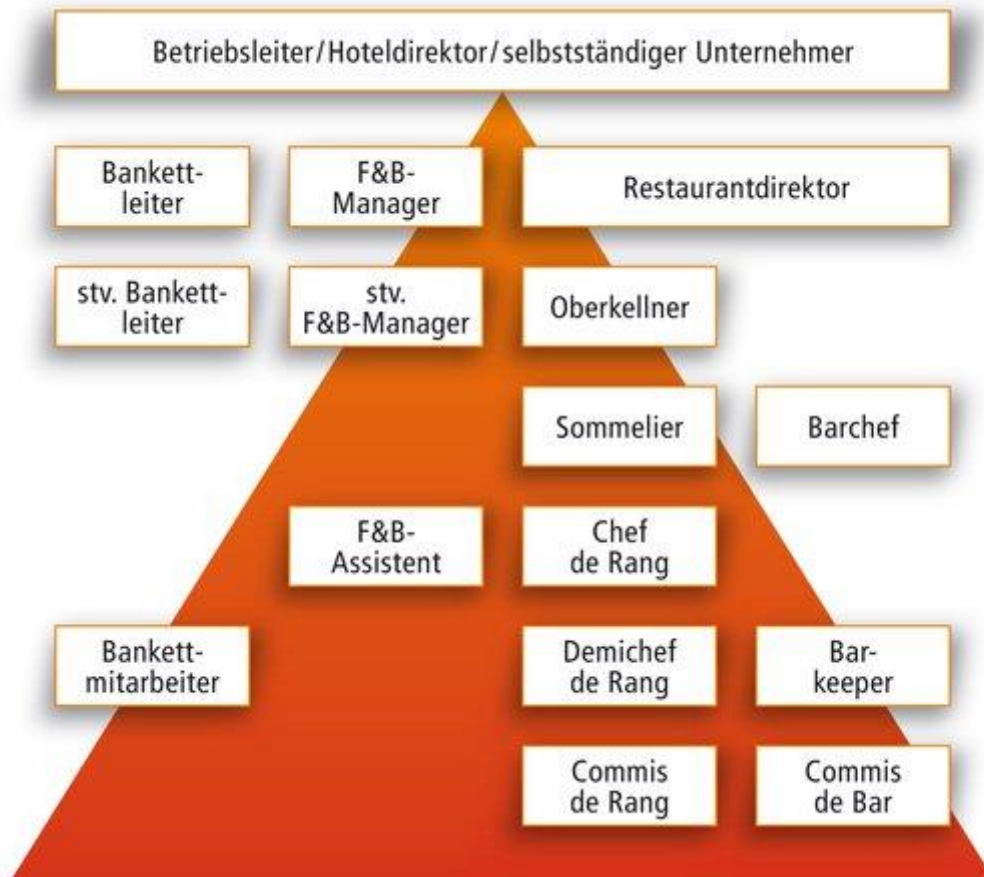 Betriebsleiter/Hoteldirektor/selbstständiger Unternehmer
Bankett-
leiter
F&B-
Manager
Restaurantdirektor
stv. Bankett-
leiter
stv.
F&B-Manager
Oberkellner
Sommelier
Barchef
F&B-
Assistent
Chef
de Rang
Bankett-
mitarbeiter
Demichef
de Rang
Bar-
keeper
Commis
de Rang
Commis
de Bar